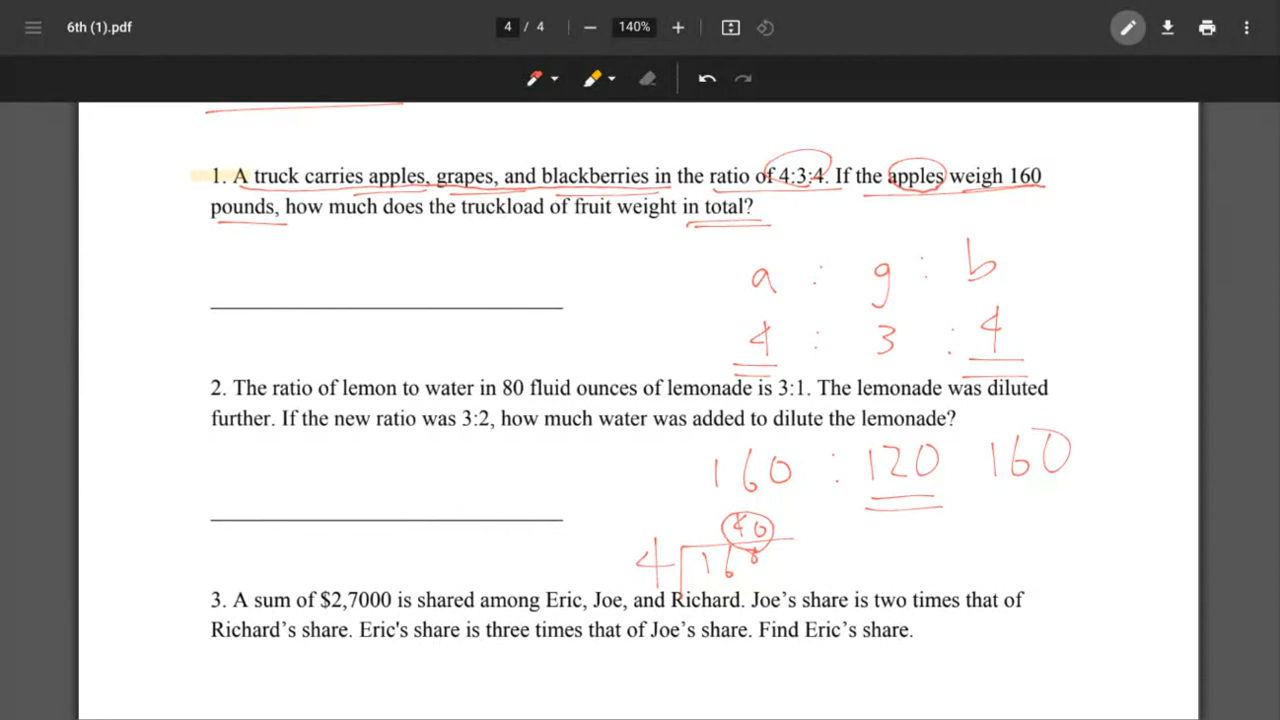 6th (1).pdf
4 / 4
140%
1. A truck carries apples, grapes, and blackberries in the ratio of 4:3:4. If the apples weigh 160
pounds, how much does the truckload of fruit weight in total?
a : g : b
4 : 3 : 4
2. The ratio of lemon to water in 80 fluid ounces of lemonade is 3:1. The lemonade was diluted
further. If the new ratio was 3:2, how much water was added to dilute the lemonade?
160 : 120 160
40
4 160
3. A sum of $2,7000 is shared among Eric, Joe, and Richard. Joe’s share is two times that of
Richard’s share. Eric's share is three times that of Joe’s share. Find Eric’s share.